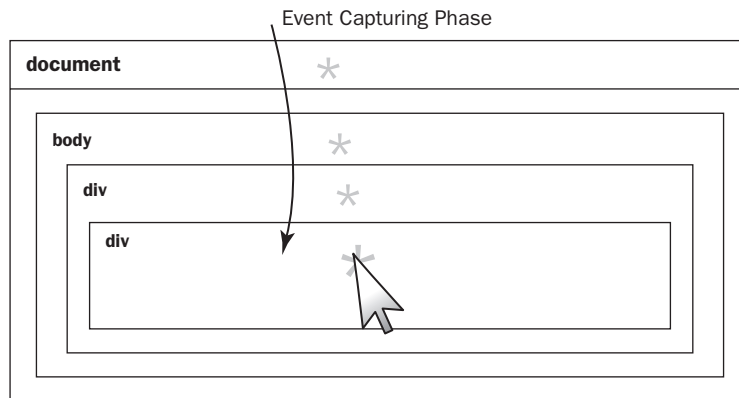 Event Capturing Phase
document
body
div
div